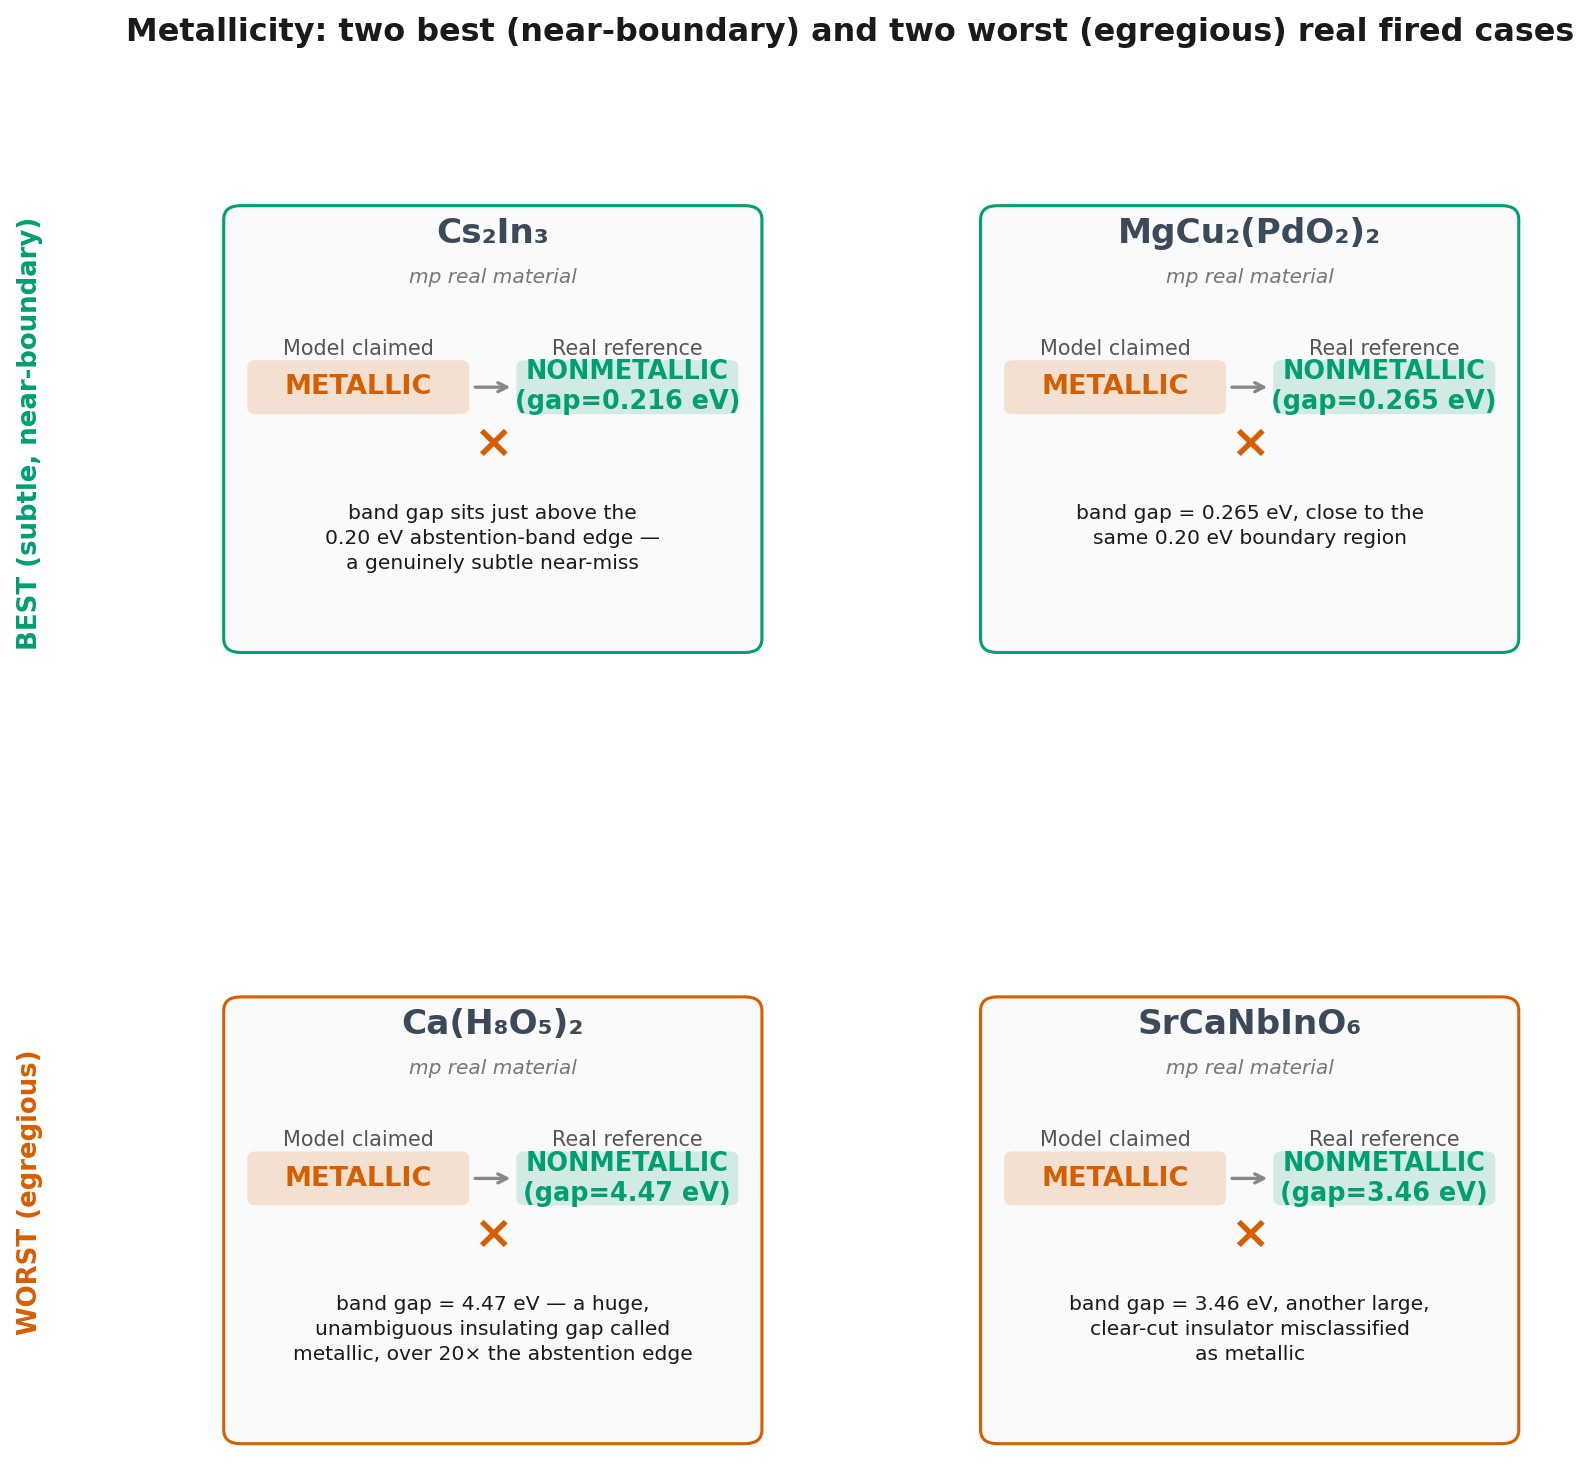 Metallicity: two best (near-boundary) and two worst (egregious) real fired cases
BEST (subtle, near-boundary)
Cs₂In₃
mp real material
Model claimed
Real reference
METALLIC
NONMETALLIC
(gap=0.216 eV)
band gap sits just above the
0.20 eV abstention-band edge —
a genuinely subtle near-miss
MgCu₂(PdO₂)₂
mp real material
Model claimed
Real reference
METALLIC
NONMETALLIC
(gap=0.265 eV)
band gap = 0.265 eV, close to the
same 0.20 eV boundary region
WORST (egregious)
Ca(H₈O₅)₂
mp real material
Model claimed
Real reference
METALLIC
NONMETALLIC
(gap=4.47 eV)
band gap = 4.47 eV — a huge,
unambiguous insulating gap called
metallic, over 20× the abstention edge
SrCaNbInO₆
mp real material
Model claimed
Real reference
METALLIC
NONMETALLIC
(gap=3.46 eV)
band gap = 3.46 eV, another large,
clear-cut insulator misclassified
as metallic